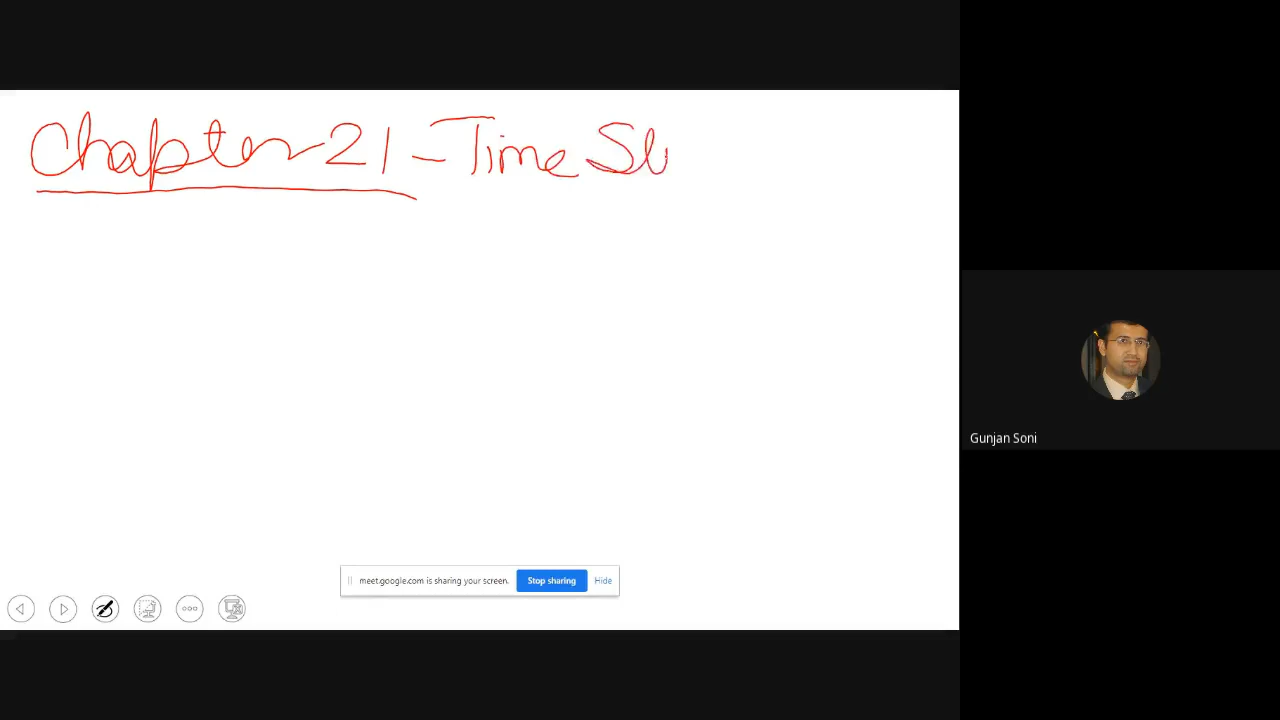 Chapter 21 - Time
meet.google.com is sharing your screen.
Stop sharing
Hide
Gunjan Soni